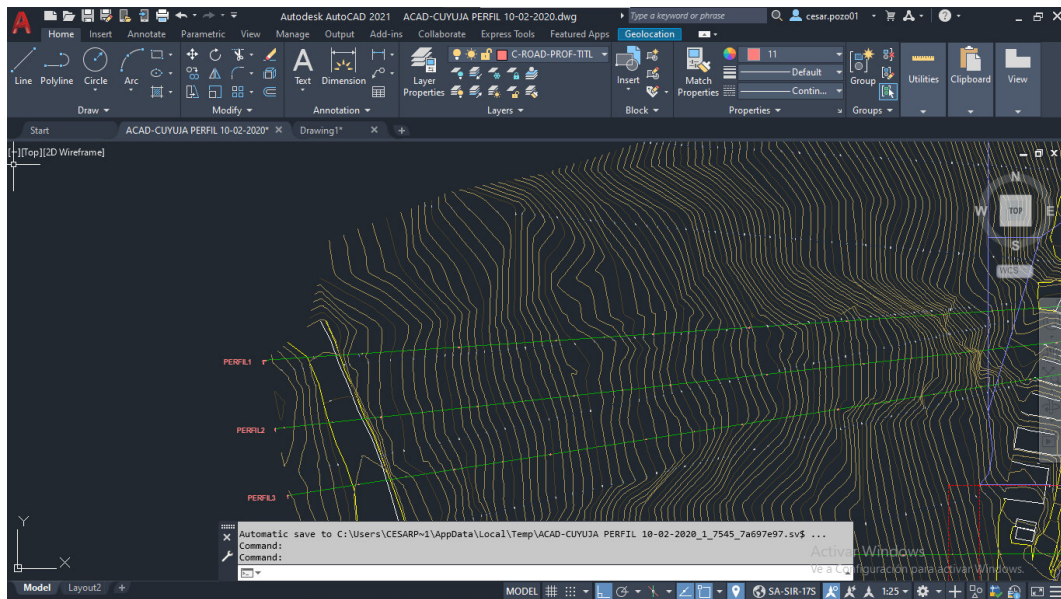 Autodesk AutoCAD 2021 ACAD-CUYUJA PERFIL 10-02-2020.dwg Type a keyword or phrase cesar.pozo01
Home Insert Annotate Parametric View Manage Output Add-ins Collaborate Express Tools Featured Apps Geolocation
C-ROAD-PROF-TITL 11
Default
Contin...
Line Polyline Circle Arc Text Dimension Layer Properties Insert Match Properties Group Utilities Clipboard View
Draw Modify Annotation Layers Block Properties Groups
Start ACAD-CUYUJA PERFIL 10-02-2020* Drawing1*
[-][Top][2D Wireframe]
N
W TOP E
S
WCS
PERFIL1
PERFIL2
PERFIL3
Y
X
Automatic save to C:\Users\CESARP~1\AppData\Local\Temp\ACAD-CUYUJA PERFIL 10-02-2020_1_7545_7a697e97.sv$ ...
Command:
Command:
Activar Windows
Ve a Configuración para activar Windows.
Model Layout2 +
MODEL SA-SIR-17S 1:25